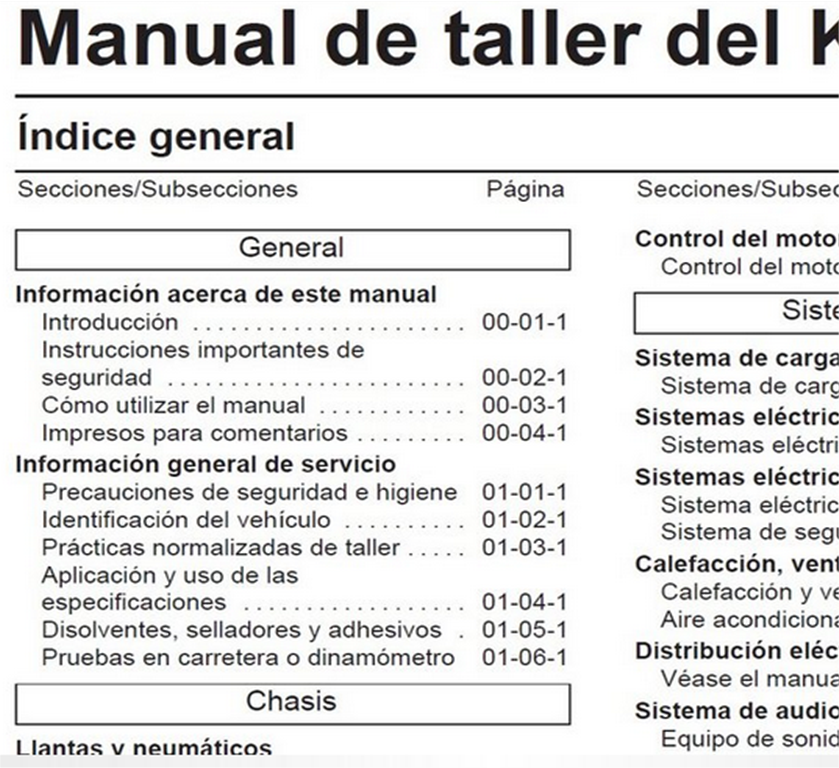 Manual de taller del K
Índice general
Secciones/Subsecciones Página
General
Información acerca de este manual
Introducción ...................... 00-01-1
Instrucciones importantes de
seguridad ........................ 00-02-1
Cómo utilizar el manual ............ 00-03-1
Impresos para comentarios ......... 00-04-1
Información general de servicio
Precauciones de seguridad e higiene 01-01-1
Identificación del vehículo .......... 01-02-1
Prácticas normalizadas de taller ..... 01-03-1
Aplicación y uso de las
especificaciones .................. 01-04-1
Disolventes, selladores y adhesivos . 01-05-1
Pruebas en carretera o dinamómetro 01-06-1
Chasis
Llantas y neumáticos
Secciones/Subsec
Control del motor
Control del moto
Siste
Sistema de carga
Sistema de carg
Sistemas eléctric
Sistemas eléctri
Sistemas eléctric
Sistema eléctric
Sistema de segu
Calefacción, vent
Calefacción y ve
Aire acondiciona
Distribución eléc
Véase el manua
Sistema de audio
Equipo de sonid